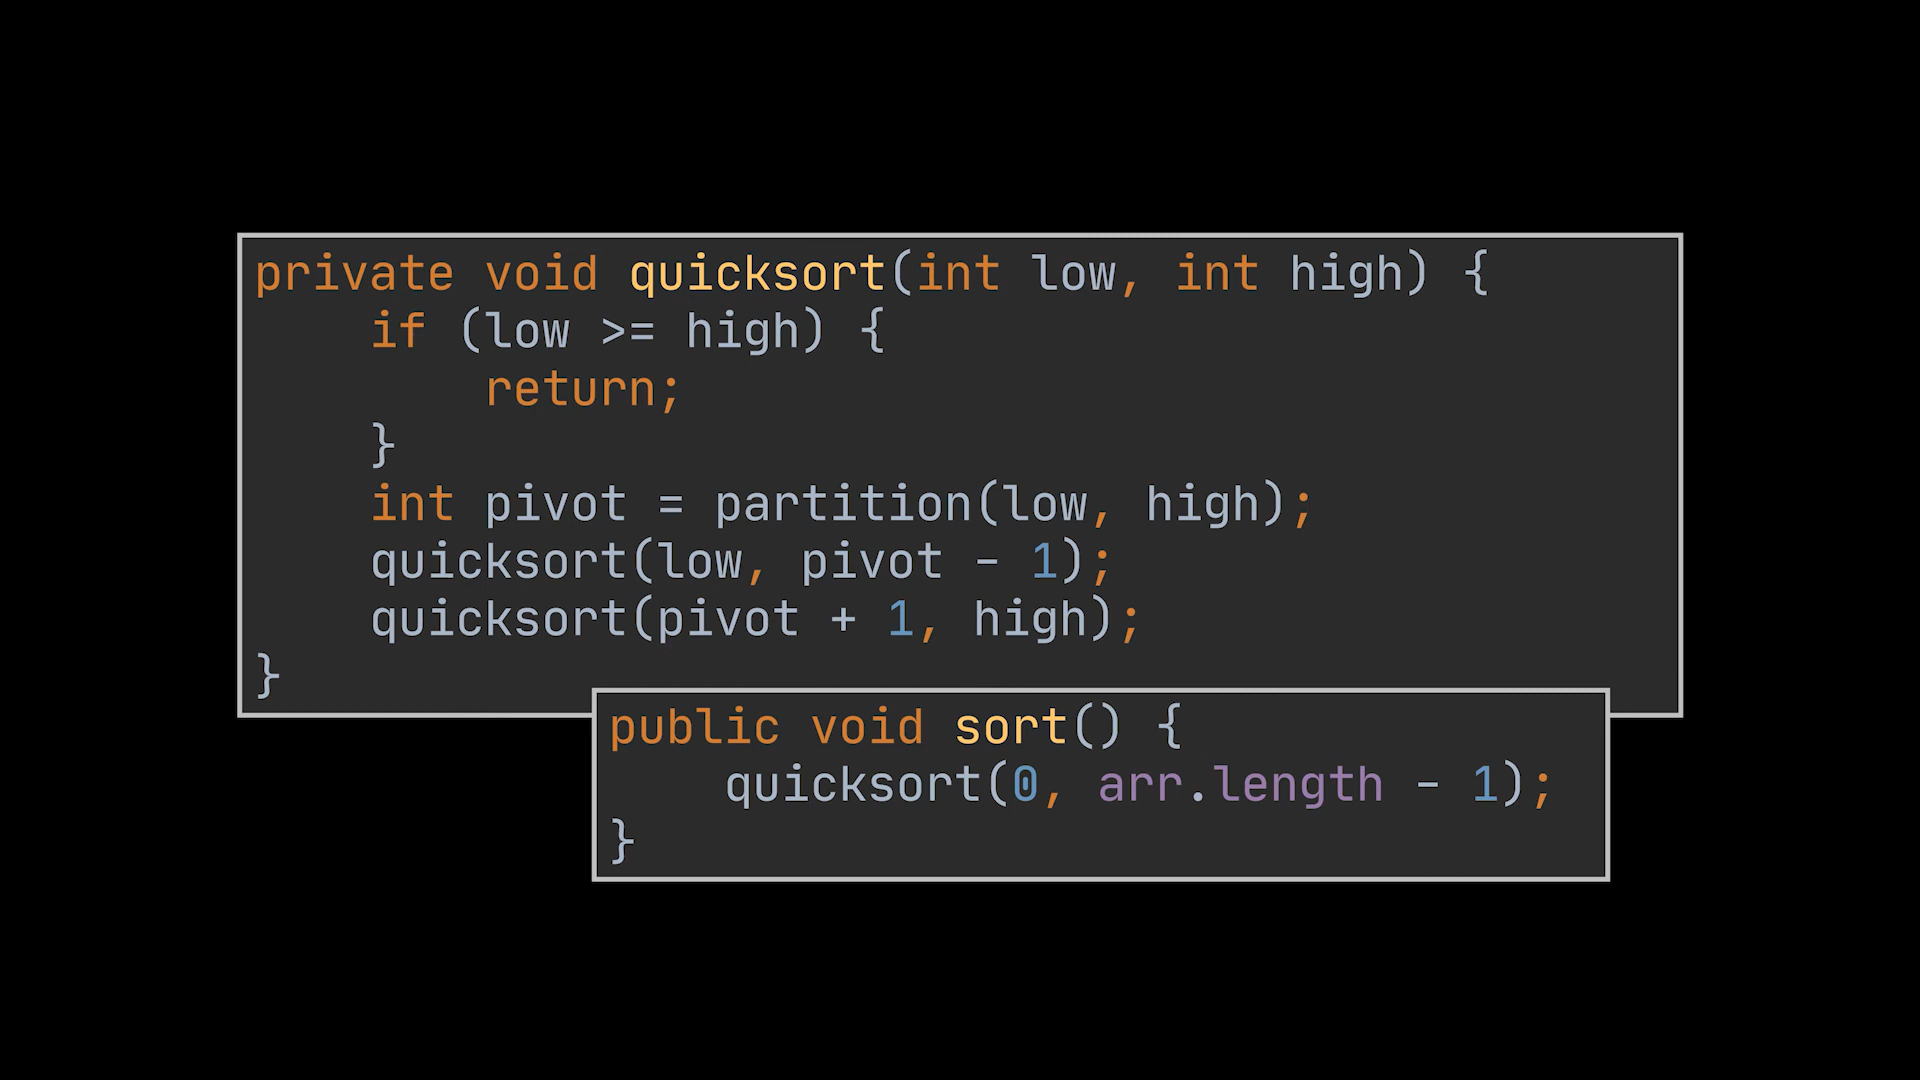 private void quicksort(int low, int high) {
    if (low >= high) {
        return;
    }
    int pivot = partition(low, high);
    quicksort(low, pivot - 1);
    quicksort(pivot + 1, high);
}
public void sort() {
    quicksort(0, arr.length - 1);
}